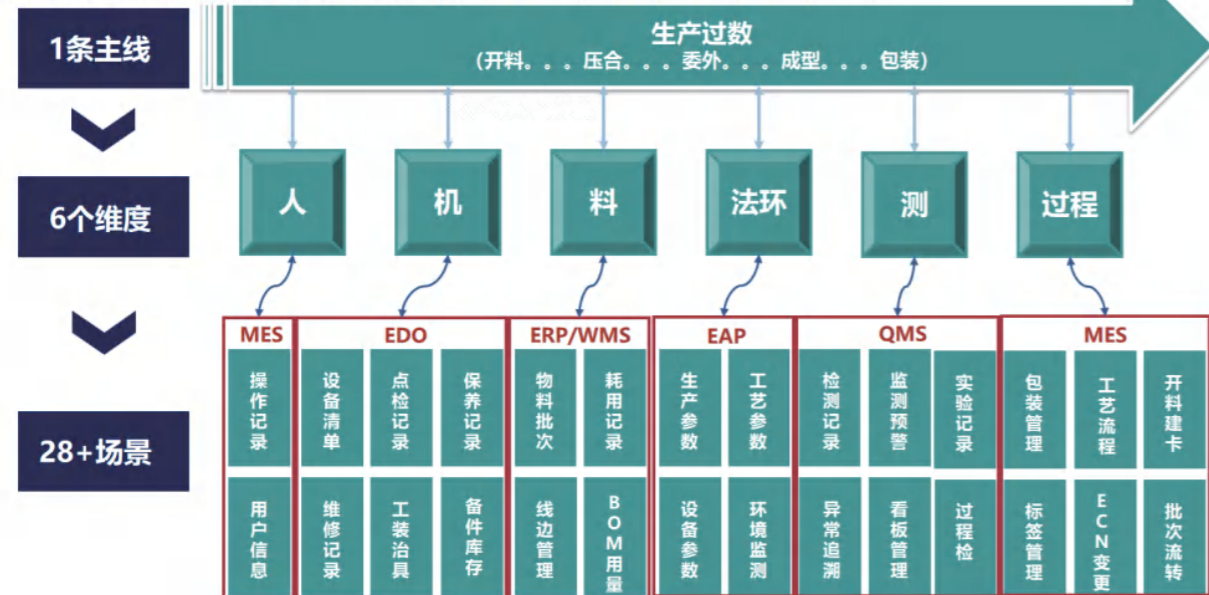 1条主线
生产过数
(开料。。。压合。。。委外。。。成型。。。包装)
6个维度
人
机
料
法环
测
过程
28+场景
MES
EDO
ERP/WMS
EAP
QMS
MES
操作记录
设备清单
点检记录
保养记录
物料批次
耗用记录
生产参数
工艺参数
检测记录
监测预警
实验记录
包装管理
工艺流程
开料建卡
用户信息
维修记录
工装治具
备件库存
线边管理
BOM用量
设备参数
环境监测
异常追溯
看板管理
过程检
标签管理
ECN变更
批次流转